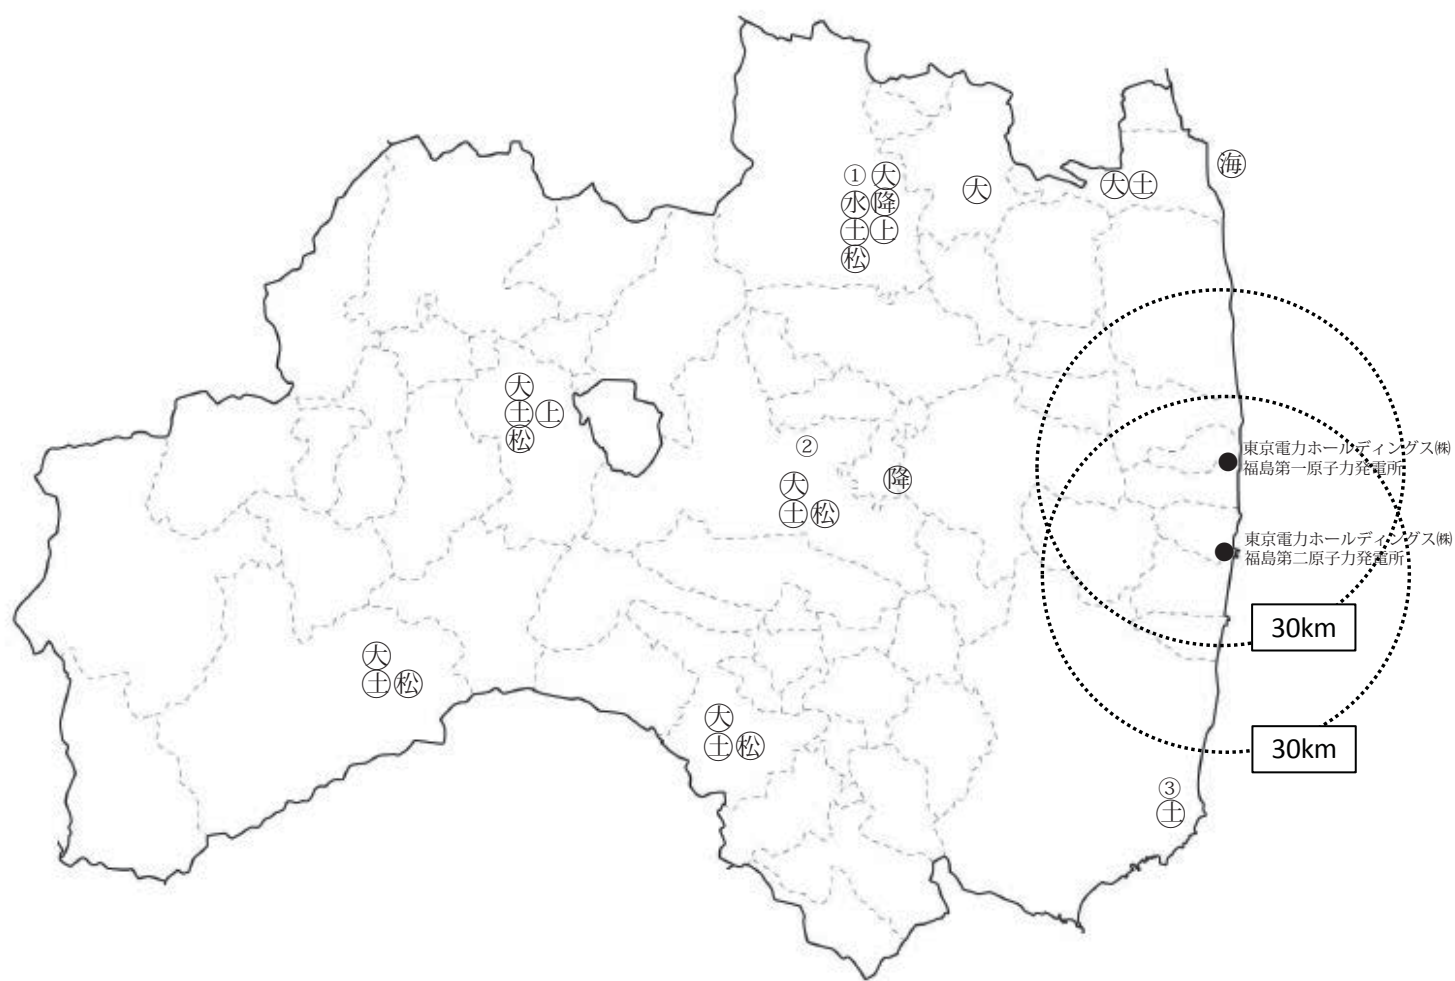 海
①大
水降
土上
松
大
大土
大
土上
松
②
大
土松
降
東京電力ホールディングス㈱
福島第一原子力発電所
東京電力ホールディングス㈱
福島第二原子力発電所
30km
大
土松
大
土松
30km
③
土